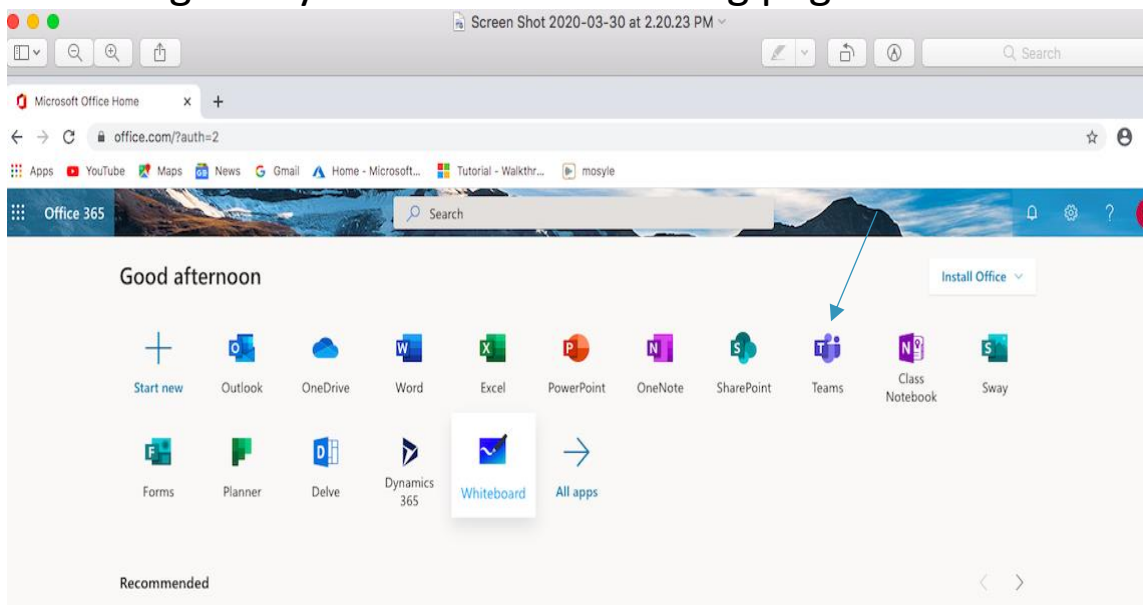 Screen Shot 2020-03-30 at 2.20.23 PM
Search
Microsoft Office Home x +
office.com/?auth=2
Apps YouTube Maps News Gmail Home - Microsoft... Tutorial - Walkthr... mosyle
Office 365 Search ?
Good afternoon
Install Office
Start new Outlook OneDrive Word Excel PowerPoint OneNote SharePoint Teams Class Notebook Sway
Forms Planner Delve Dynamics 365 Whiteboard All apps
Recommended